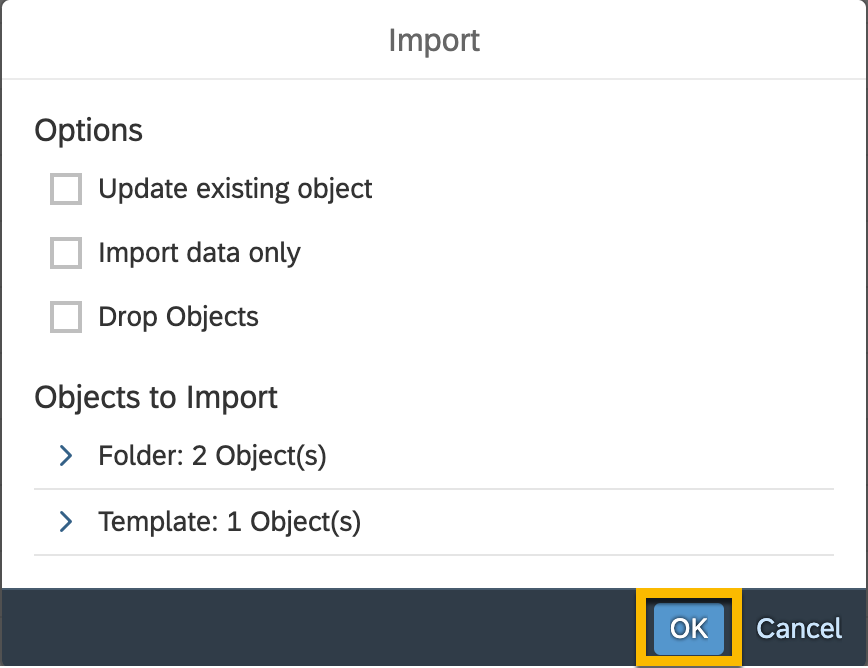 Import
Options
Update existing object
Import data only
Drop Objects
Objects to Import
Folder: 2 Object(s)
Template: 1 Object(s)
OK Cancel